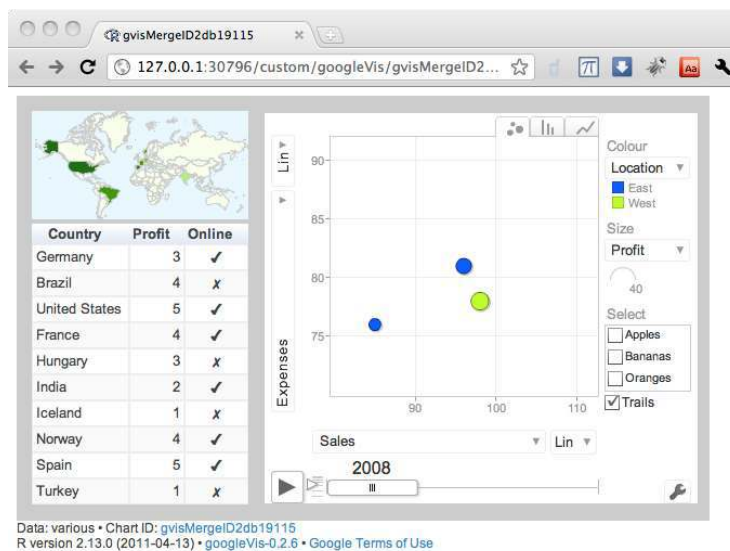 gvisMergeID2db19115
127.0.0.1:30796/custom/googleVis/gvisMergeID2...
π
Aa
Country Profit Online
Germany 3 ✓
Brazil 4 ✗
United States 5 ✓
France 4 ✓
Hungary 3 ✗
India 2 ✓
Iceland 1 ✗
Norway 4 ✓
Spain 5 ✓
Turkey 1 ✗
Lin
Expenses
90
85
80
75
90 100 110
Sales Lin
2008
Colour
Location
East
West
Size
Profit
40
Select
Apples
Bananas
Oranges
Trails
Data: various • Chart ID: gvisMergeID2db19115
R version 2.13.0 (2011-04-13) • googleVis-0.2.6 • Google Terms of Use